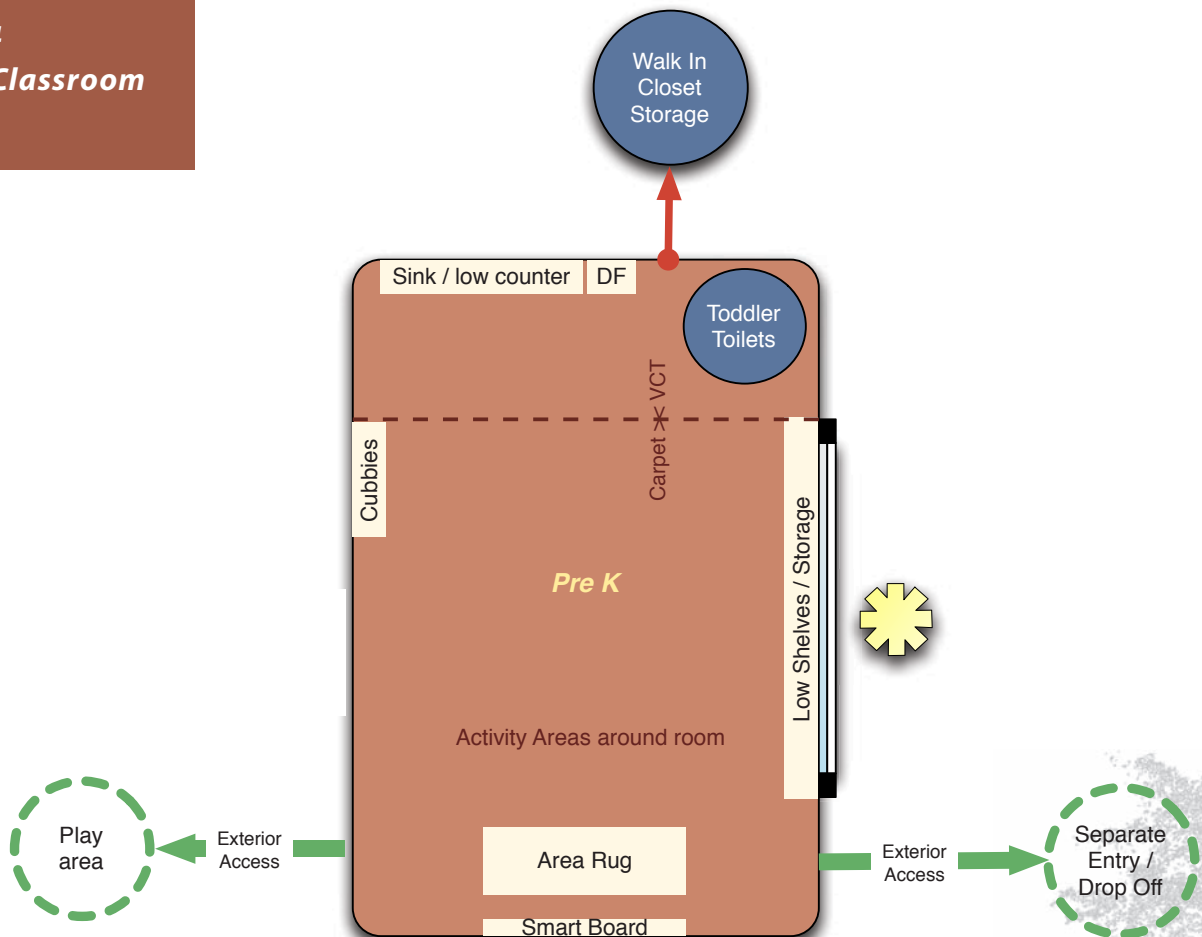 Classroom
Walk In
Closet
Storage
Sink / low counter
DF
Toddler
Toilets
Carpet >< VCT
Cubbies
Low Shelves / Storage
Pre K
Activity Areas around room
Play
area
Exterior
Access
Area Rug
Exterior
Access
Separate
Entry /
Drop Off
Smart Board